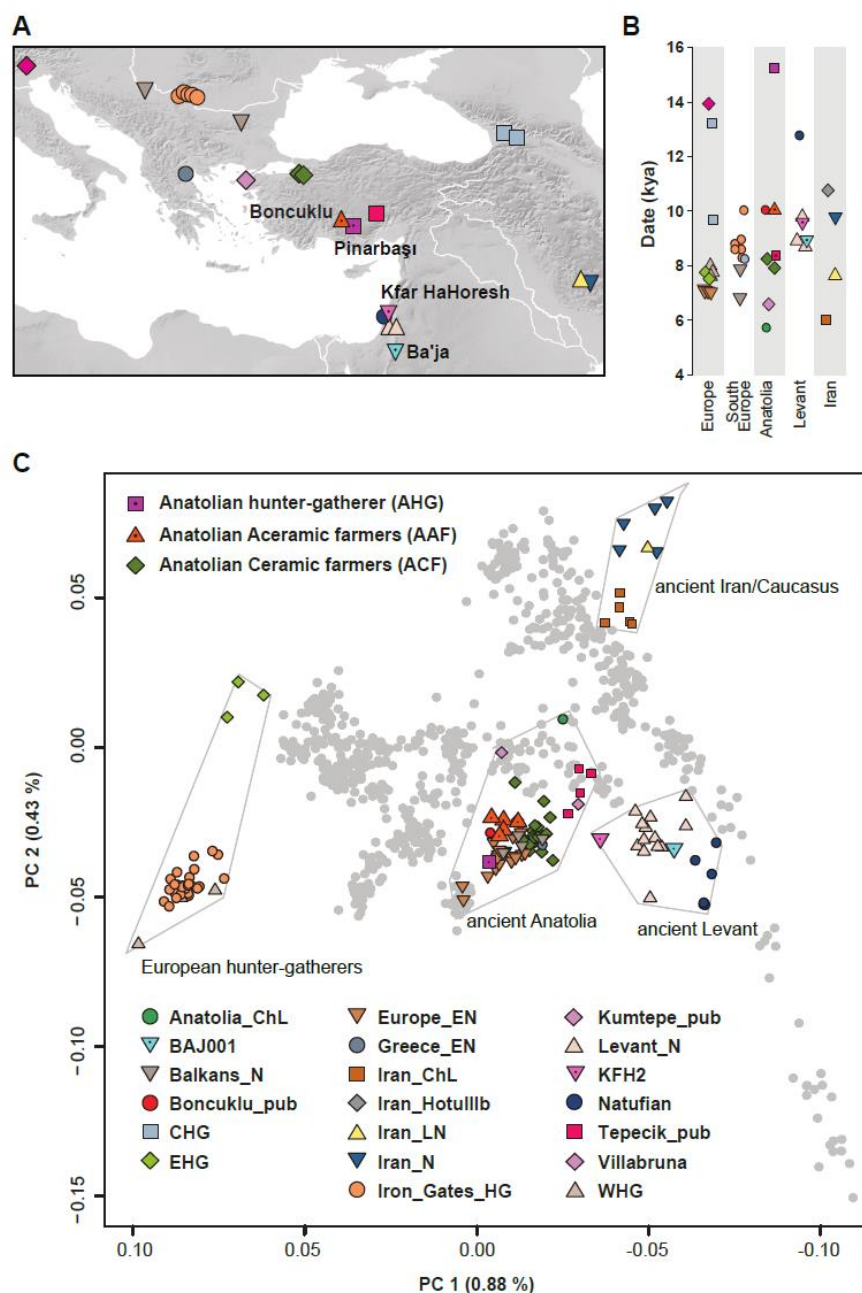 A
Boncuklu
Pinarbaşı
Kfar HaHoresh
Ba'ja
B
Date (kya)
16
14
12
10
8
6
4
Europe
South
Europe
Anatolia
Levant
Iran
C
Anatolian hunter-gatherer (AHG)
Anatolian Aceramic farmers (AAF)
Anatolian Ceramic farmers (ACF)
ancient Iran/Caucasus
ancient Anatolia
ancient Levant
European hunter-gatherers
PC 2 (0.43 %)
0.05
0.00
-0.05
-0.10
-0.15
Anatolia_ChL
BAJ001
Balkans_N
Boncuklu_pub
CHG
EHG
Europe_EN
Greece_EN
Iran_ChL
Iran_HotuIIIb
Iran_LN
Iran_N
Iron_Gates_HG
Kumtepe_pub
Levant_N
KFH2
Natufian
Tepecik_pub
Villabruna
WHG
0.10
0.05
0.00
-0.05
-0.10
PC 1 (0.88 %)